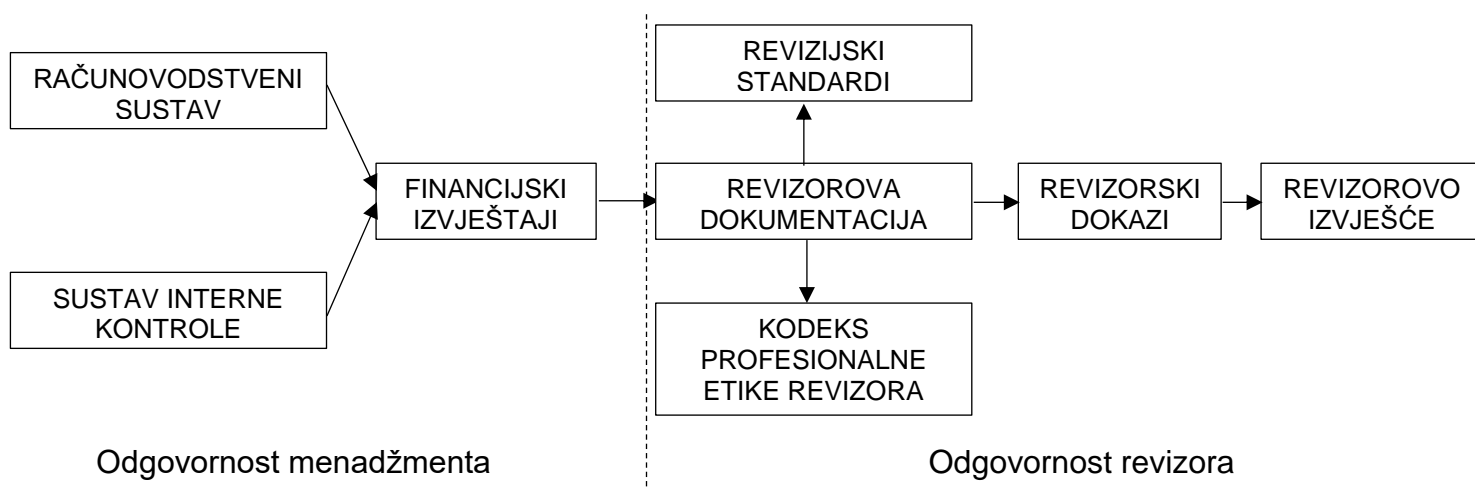 RAČUNOVODSTVENI
SUSTAV
SUSTAV INTERNE
KONTROLE
FINANCIJSKI
IZVJEŠTAJI
REVIZIJSKI
STANDARDI
REVIZOROVA
DOKUMENTACIJA
KODEKS
PROFESIONALNE
ETIKE REVIZORA
REVIZORSKI
DOKAZI
REVIZOROVO
IZVJEŠĆE
Odgovornost menadžmenta
Odgovornost revizora